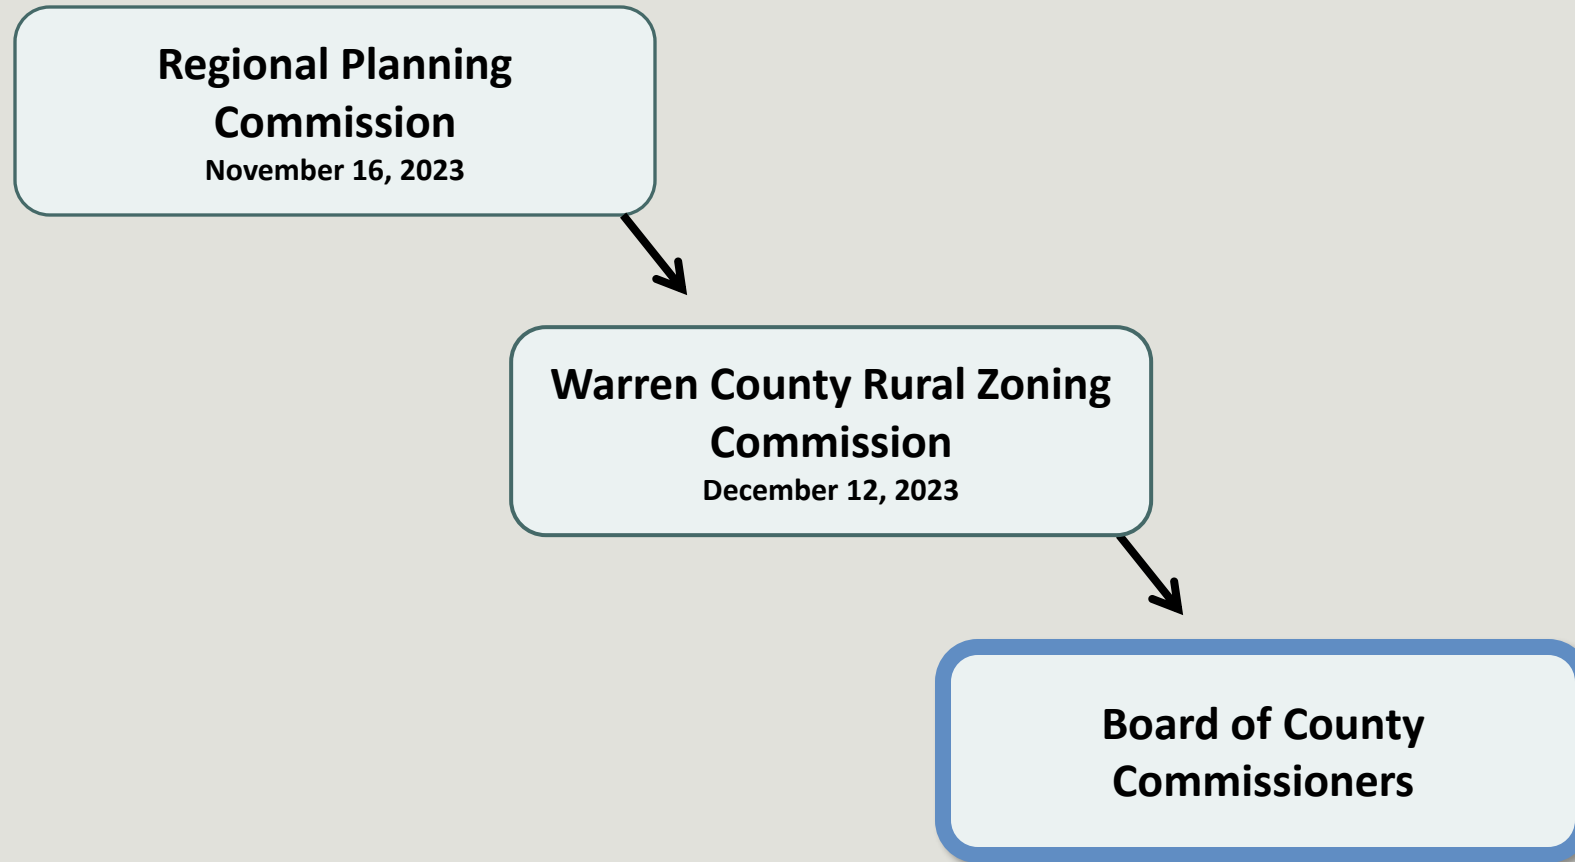 Regional Planning
Commission
November 16, 2023
Warren County Rural Zoning
Commission
December 12, 2023
Board of County
Commissioners